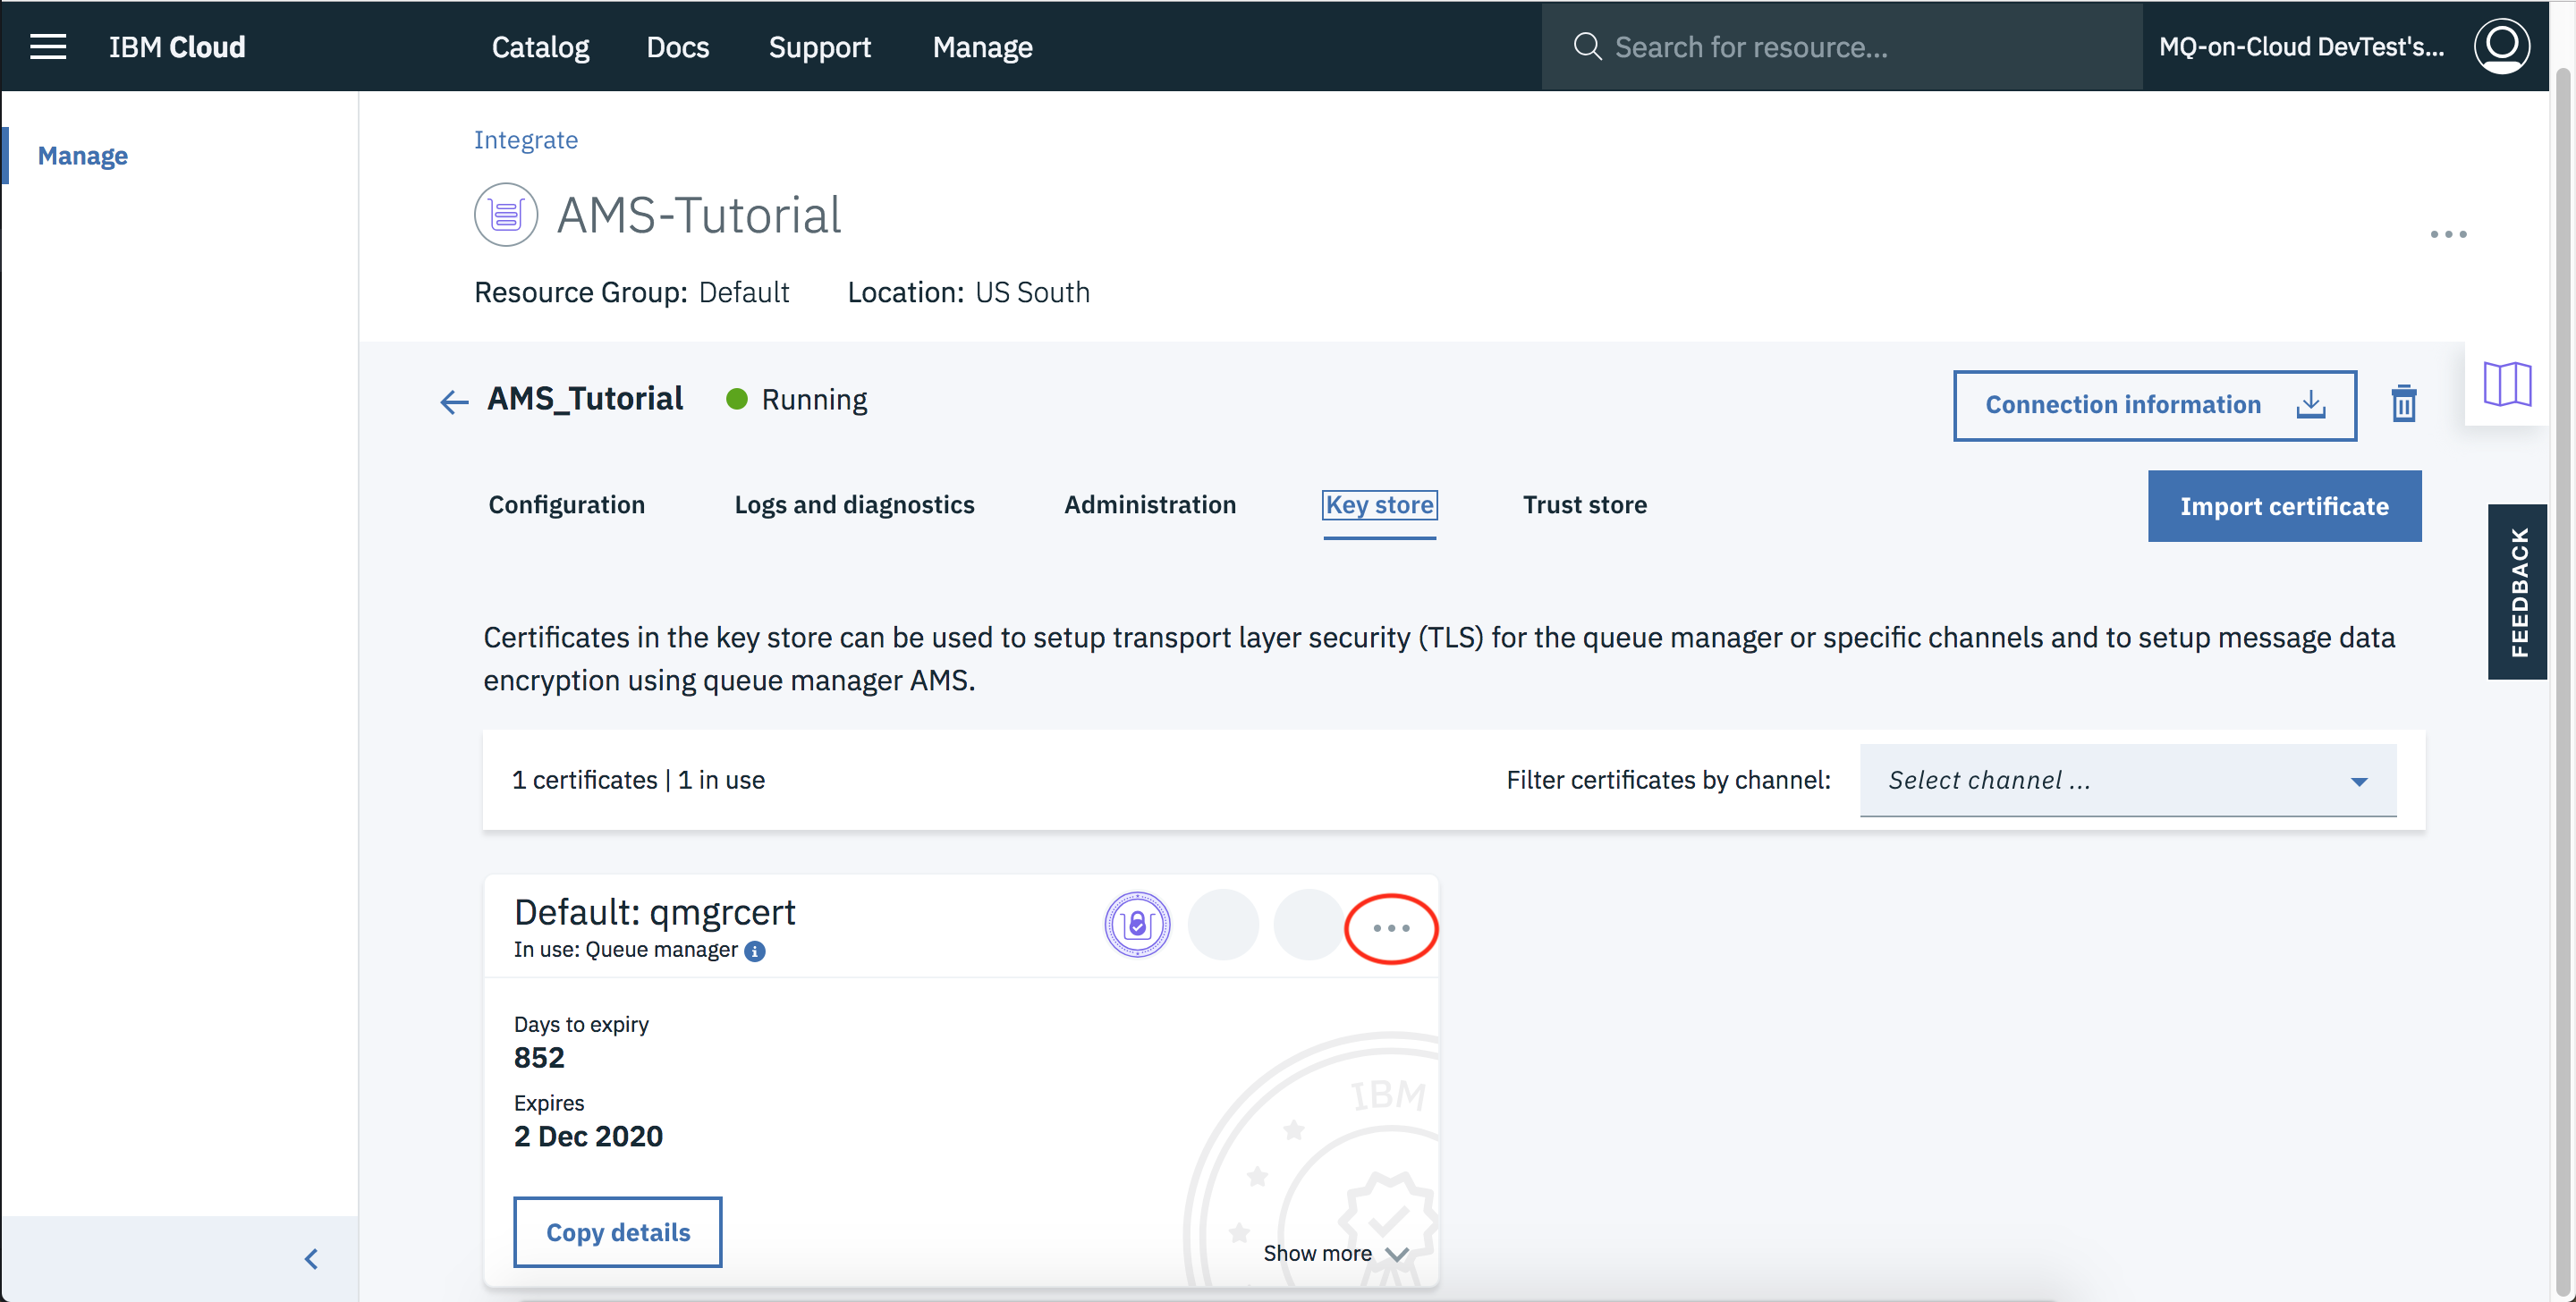 IBM Cloud
Catalog
Docs
Support
Manage
Search for resource...
MQ-on-Cloud DevTest's...
Manage
Integrate
AMS-Tutorial
Resource Group: Default
Location: US South
AMS_Tutorial
Running
Connection information
Configuration
Logs and diagnostics
Administration
Key store
Trust store
Import certificate
FEEDBACK
Certificates in the key store can be used to setup transport layer security (TLS) for the queue manager or specific channels and to setup message data
encryption using queue manager AMS.
1 certificates | 1 in use
Filter certificates by channel:
Select channel ...
Default: qmgrcert
In use: Queue manager
Days to expiry
852
Expires
2 Dec 2020
IBM
Copy details
Show more